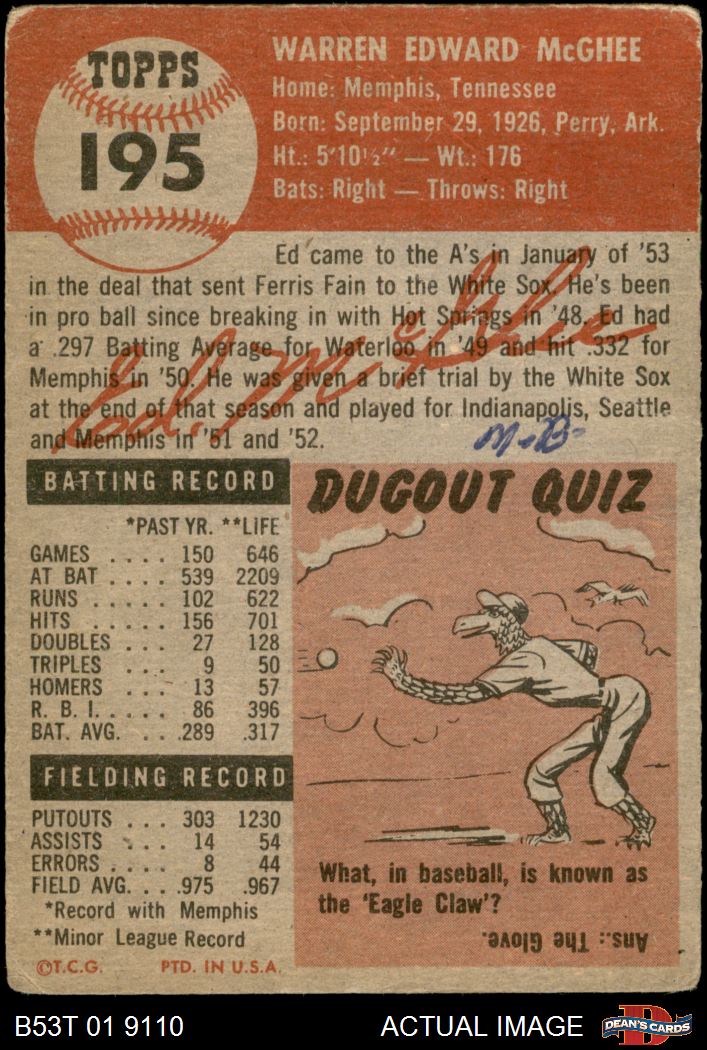 TOPPS
195
WARREN EDWARD McGHEE
Home: Memphis, Tennessee
Born: September 29, 1926, Perry, Ark.
Ht.: 5'10½" — Wt.: 176
Bats: Right — Throws: Right
Ed came to the A's in January of '53
in the deal that sent Ferris Fain to the White Sox. He's been
in pro ball since breaking in with Hot Springs in '48. Ed had
a .297 Batting Average for Waterloo in '49 and hit .332 for
Memphis in '50. He was given a brief trial by the White Sox
at the end of that season and played for Indianapolis, Seattle
and Memphis in '51 and '52.
Ed. McGhee
BATTING RECORD
*PAST YR. **LIFE
GAMES .... 150 646
AT BAT .... 539 2209
RUNS ..... 102 622
HITS ..... 156 701
DOUBLES ... 27 128
TRIPLES ... 9 50
HOMERS ... 13 57
R. B. I. .... 86 396
BAT. AVG. ... .289 .317
FIELDING RECORD
PUTOUTS ... 303 1230
ASSISTS ... 14 54
ERRORS .... 8 44
FIELD AVG. ... .975 .967
*Record with Memphis
**Minor League Record
©T.C.G. PTD. IN U.S.A.
DUGOUT QUIZ
What, in baseball, is known as
the 'Eagle Claw'?
Ans.: The Glove.
B53T 01 9110
ACTUAL IMAGE
DEAN'S CARDS